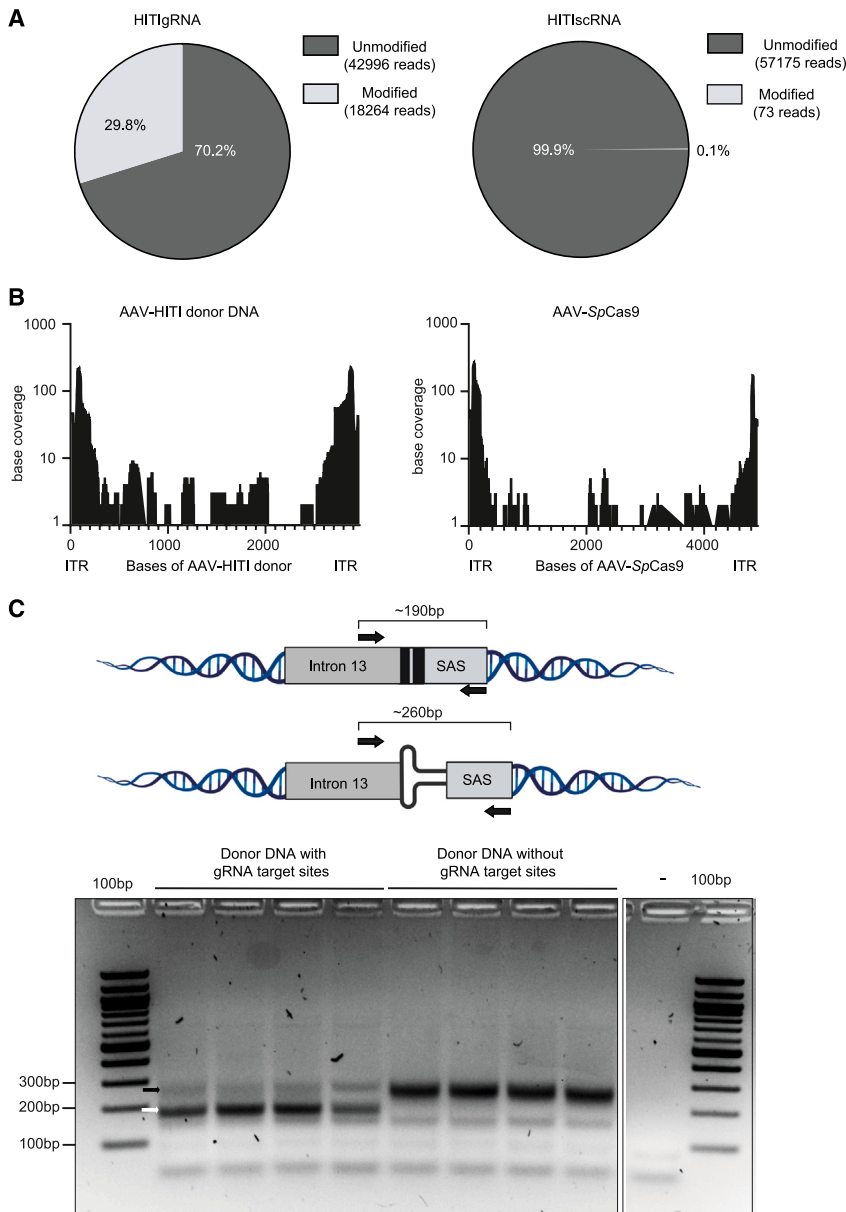 A
HITIgRNA
Unmodified
(42996 reads)
Modified
(18264 reads)
29.8%
70.2%
HITIscRNA
Unmodified
(57175 reads)
Modified
(73 reads)
99.9%
0.1%
B
AAV-HITI donor DNA
base coverage
1000
100
10
1
0
1000
2000
ITR
Bases of AAV-HITI donor
ITR
AAV-SpCas9
base coverage
1000
100
10
1
0
2000
4000
ITR
Bases of AAV-SpCas9
ITR
C
~190bp
Intron 13
SAS
~260bp
Intron 13
SAS
Donor DNA with
gRNA target sites
Donor DNA without
gRNA target sites
100bp
-
100bp
300bp
200bp
100bp